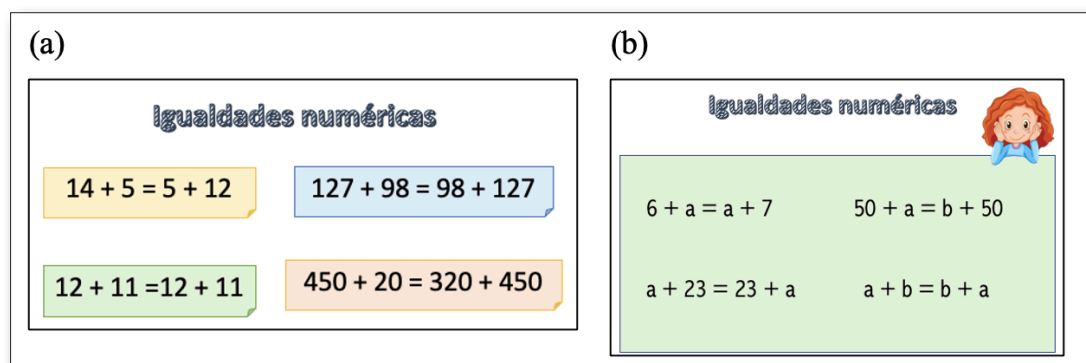 (a)
Igualdades numéricas
14 + 5 = 5 + 12
127 + 98 = 98 + 127
12 + 11 =12 + 11
450 + 20 = 320 + 450
(b)
Igualdades numéricas
6 + a = a + 7
50 + a = b + 50
a + 23 = 23 + a
a + b = b + a